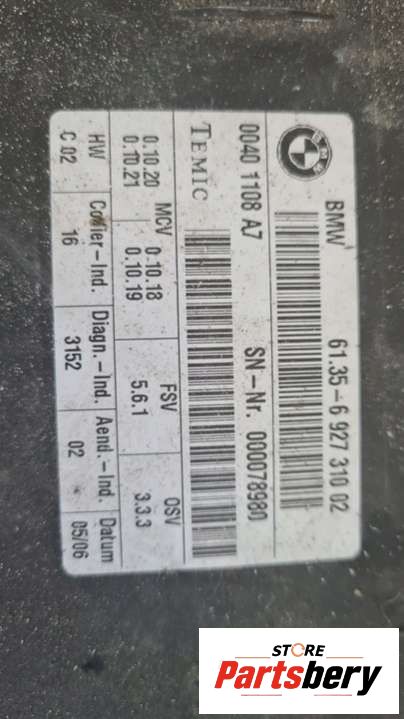 BMW 61.35-6 927 310 02
0040 1108 A7 SN-Nr. 000078980
TEMIC
MCV FSV OSV
0.10.20 0.10.18 5.6.1 3.3.3
0.10.21 0.10.19
HW Codier-Ind. Diagn.-Ind. Aend.-Ind. Datum
C 02 16 3152 02 05/06
STORE
Partsbery